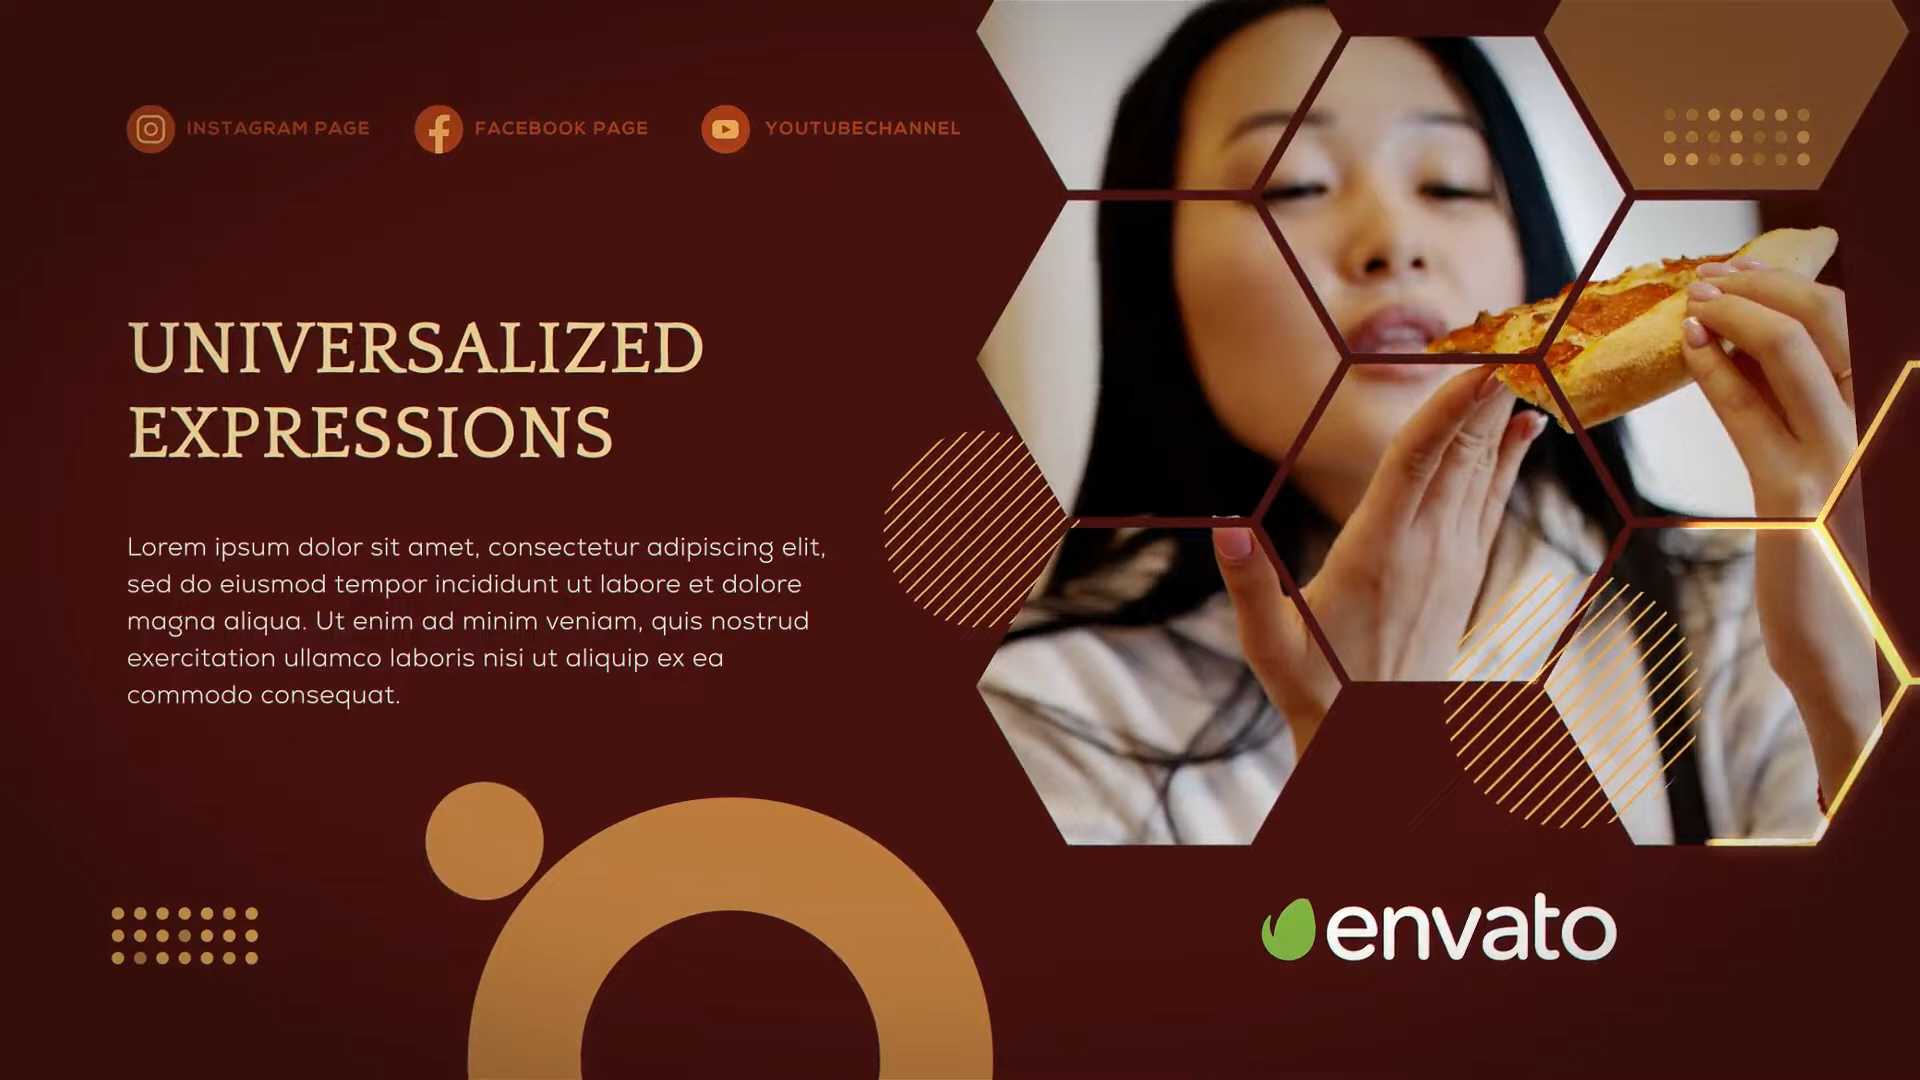 INSTAGRAM PAGE
FACEBOOK PAGE
YOUTUBECHANNEL
UNIVERSALIZED
EXPRESSIONS
Lorem ipsum dolor sit amet, consectetur adipiscing elit,
sed do eiusmod tempor incididunt ut labore et dolore
magna aliqua. Ut enim ad minim veniam, quis nostrud
exercitation ullamco laboris nisi ut aliquip ex ea
commodo consequat.
envato